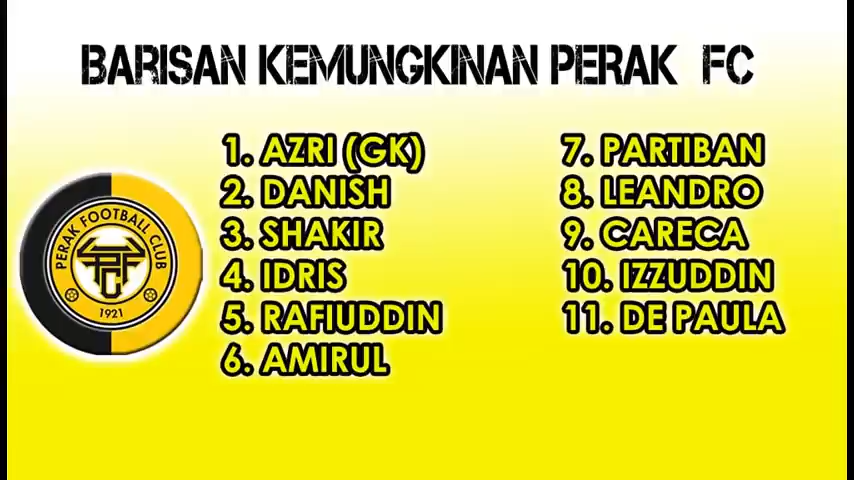 BARISAN KEMUNGKINAN PERAK FC
1. AZRI (GK)
2. DANISH
3. SHAKIR
4. IDRIS
5. RAFIUDDIN
6. AMIRUL
7. PARTIBAN
8. LEANDRO
9. CARECA
10. IZZUDDIN
11. DE PAULA
PERAK FOOTBALL CLUB
PFC
1921